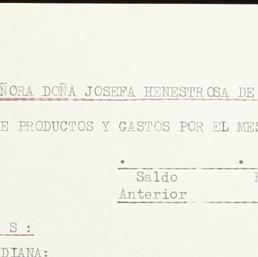 ÑORA DOÑA JOSEFA HENESTROSA DE
E PRODUCTOS Y GASTOS POR EL MES
Saldo
Anterior
S :
DIANA: